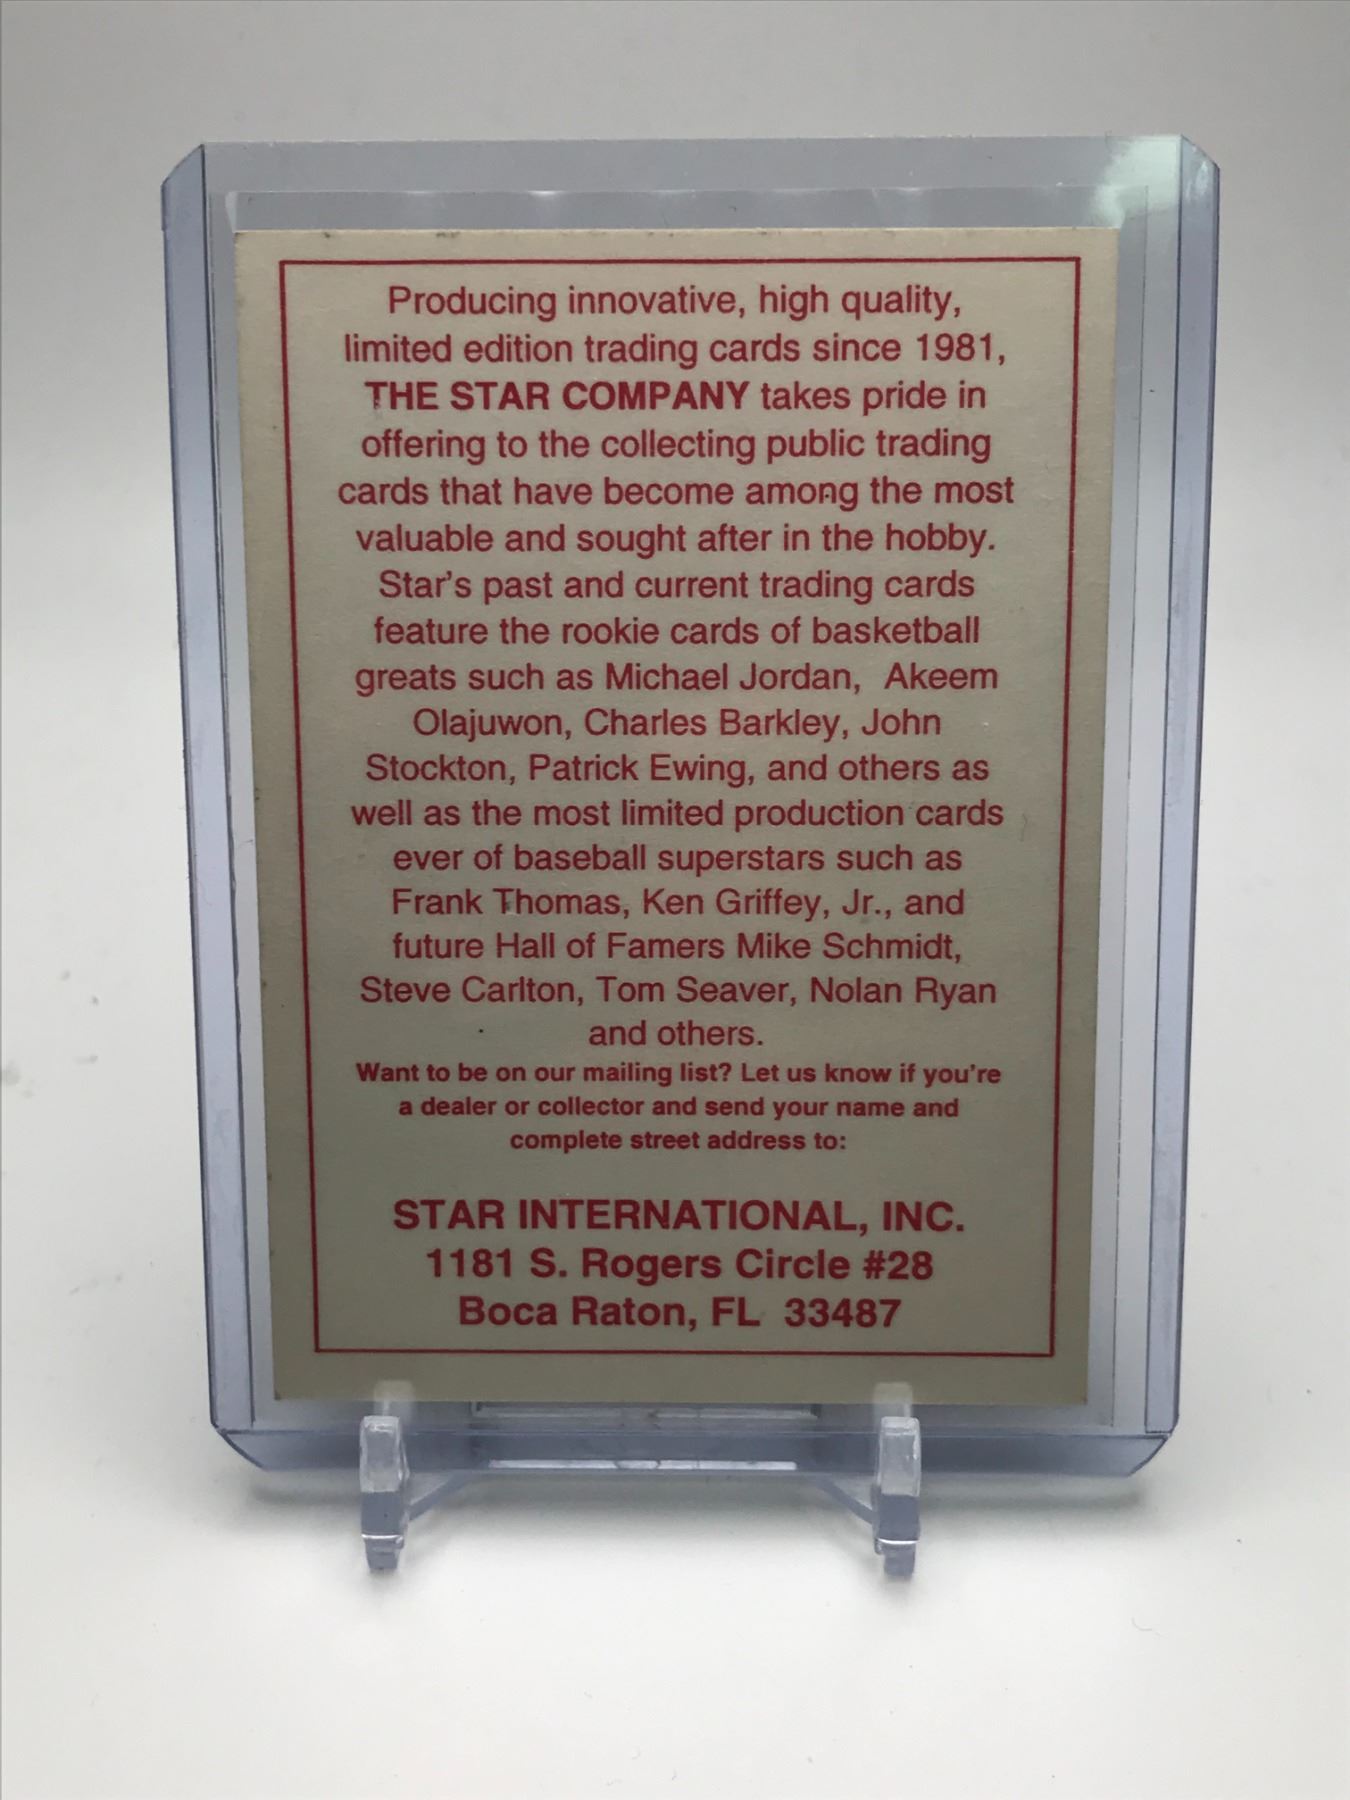 Producing innovative, high quality,
limited edition trading cards since 1981,
THE STAR COMPANY takes pride in
offering to the collecting public trading
cards that have become among the most
valuable and sought after in the hobby.
Star's past and current trading cards
feature the rookie cards of basketball
greats such as Michael Jordan, Akeem
Olajuwon, Charles Barkley, John
Stockton, Patrick Ewing, and others as
well as the most limited production cards
ever of baseball superstars such as
Frank Thomas, Ken Griffey, Jr., and
future Hall of Famers Mike Schmidt,
Steve Carlton, Tom Seaver, Nolan Ryan
and others.
Want to be on our mailing list? Let us know if you're
a dealer or collector and send your name and
complete street address to:
STAR INTERNATIONAL, INC.
1181 S. Rogers Circle #28
Boca Raton, FL 33487